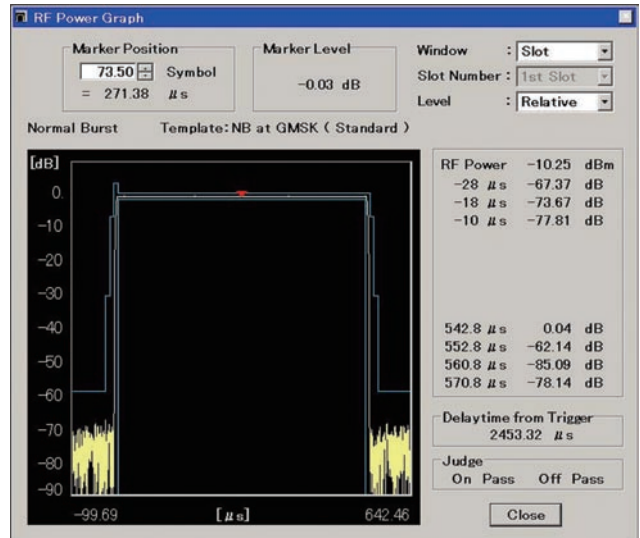 RF Power Graph
Marker Position
73.50 Symbol
= 271.38 μs
Marker Level
-0.03 dB
Window : Slot
Slot Number : 1st Slot
Level : Relative
Normal Burst Template: NB at GMSK ( Standard )
[dB]
0.
-10
-20
-30
-40
-50
-60
-70
-80
-90
-99.69 [μs] 642.46
RF Power -10.25 dBm
-28 μs -67.37 dB
-18 μs -73.67 dB
-10 μs -77.81 dB
542.8 μs 0.04 dB
552.8 μs -62.14 dB
560.8 μs -85.09 dB
570.8 μs -78.14 dB
Delaytime from Trigger
2453.32 μs
Judge
On Pass Off Pass
Close